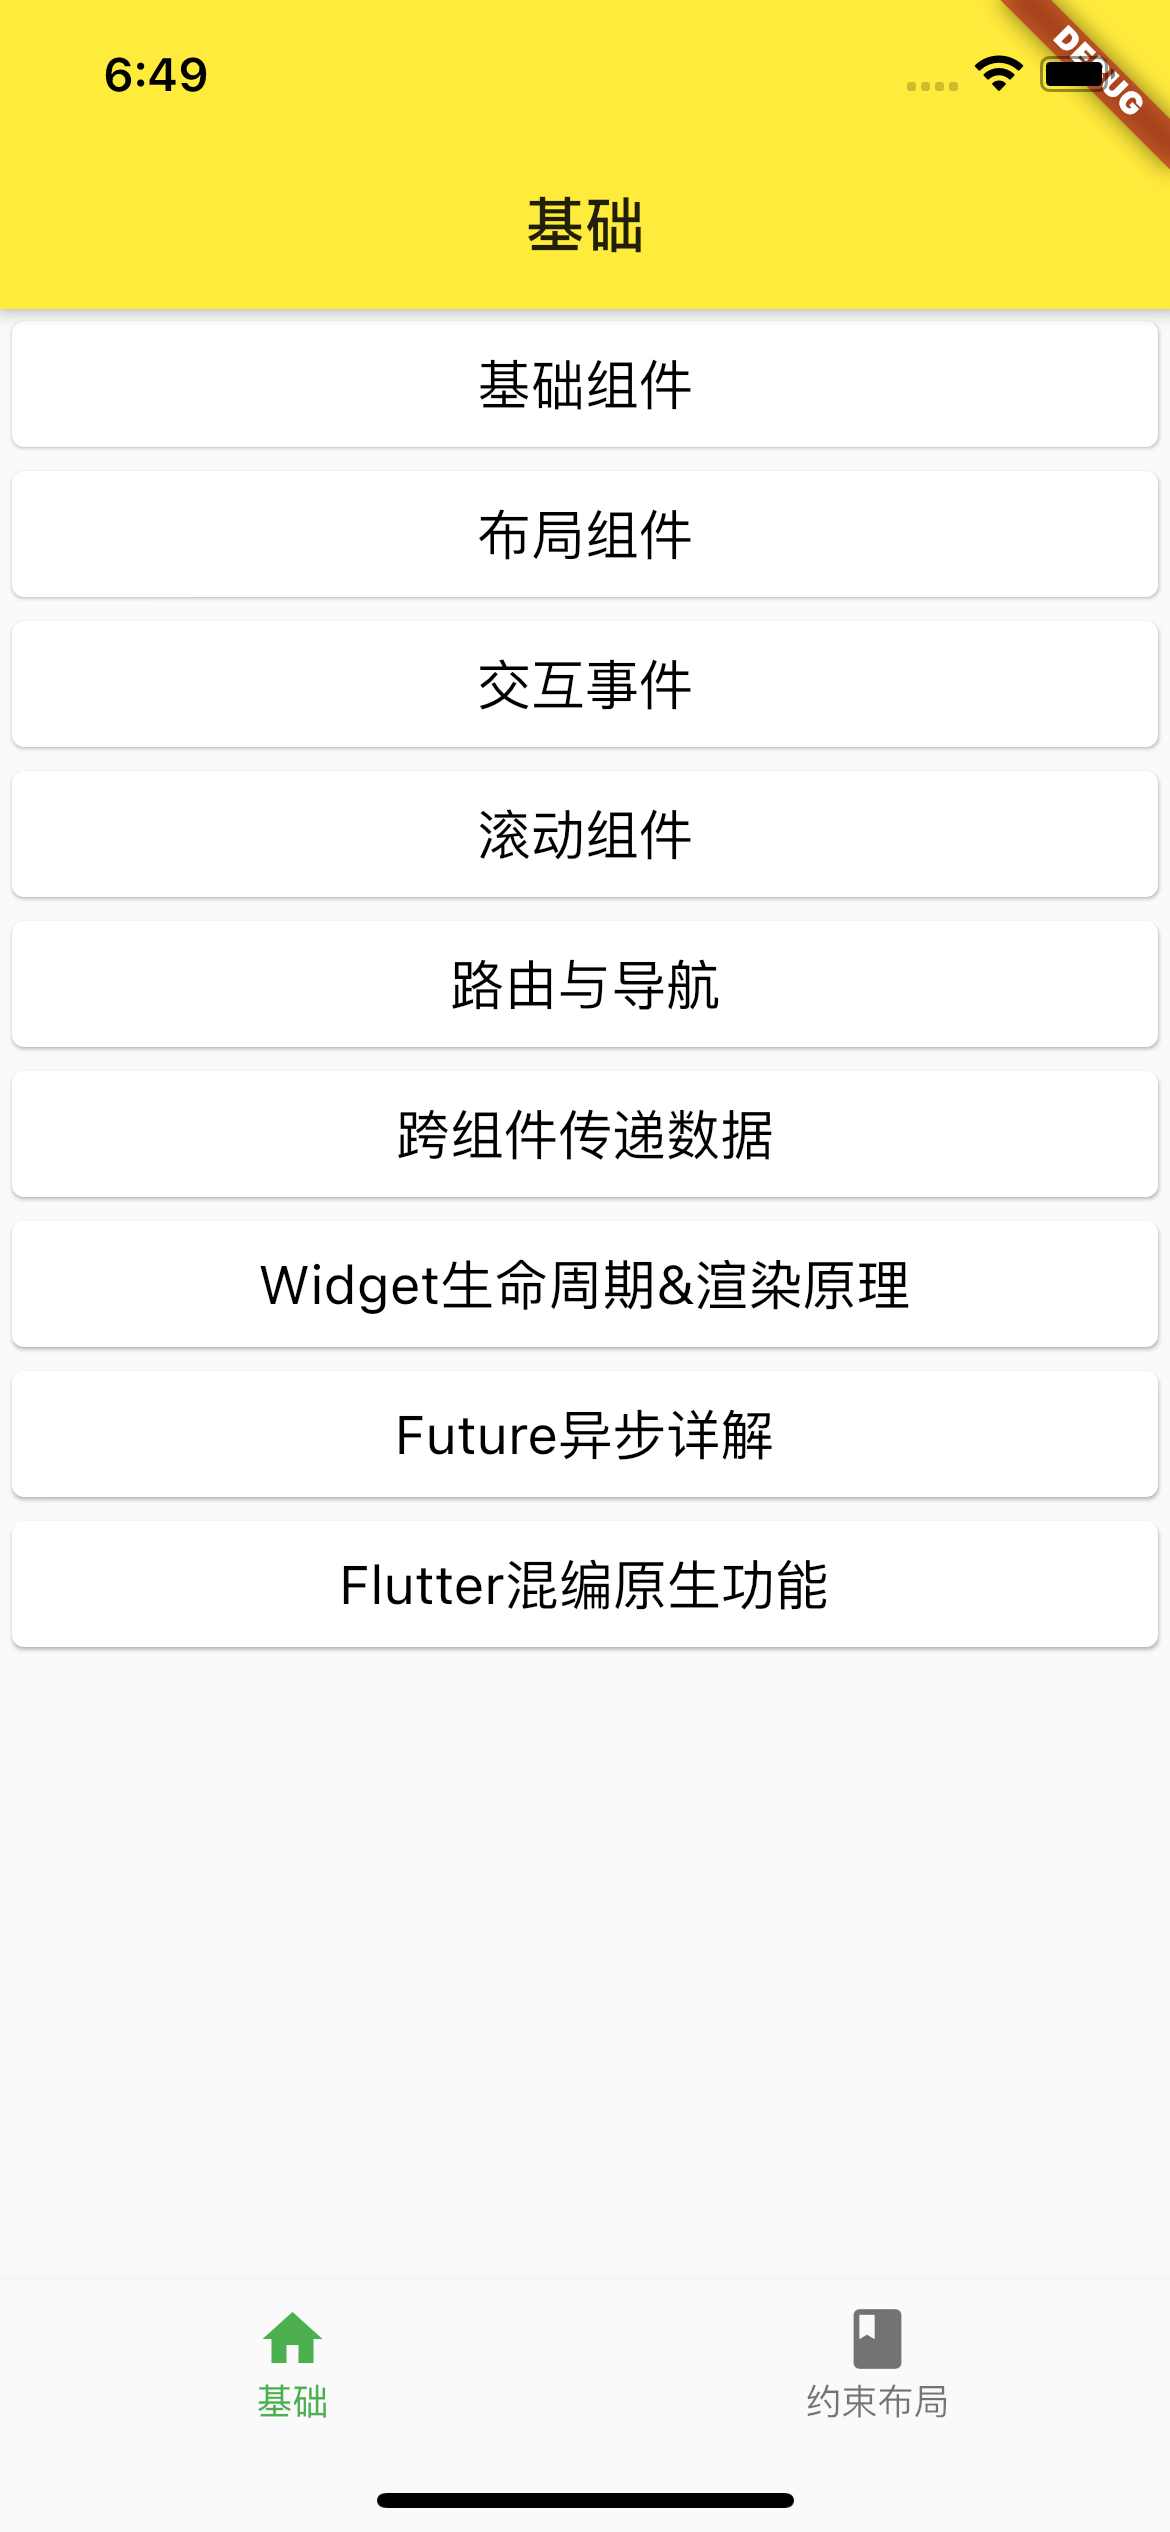 6:49
DEBUG
基础
基础组件
布局组件
交互事件
滚动组件
路由与导航
跨组件传递数据
Widget生命周期&渲染原理
Future异步详解
Flutter混编原生功能
基础
约束布局